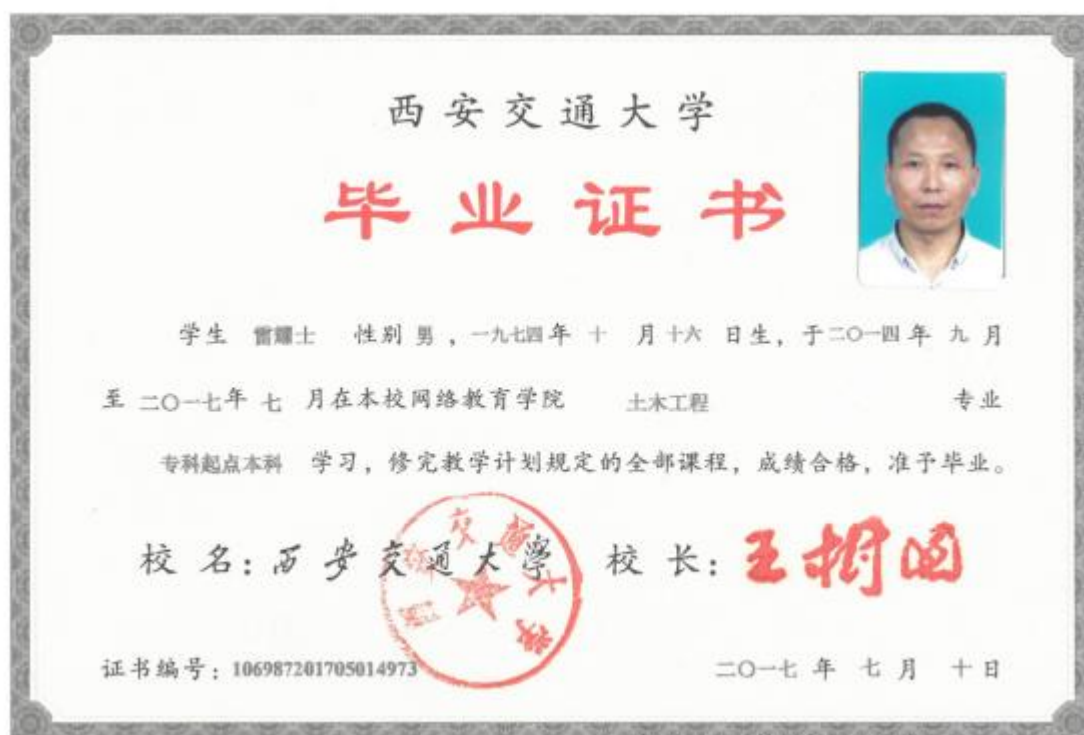 西安交通大学
毕业证书
学生 雷耀士 性别 男，一九七四年 十 月 十六 日生，于二〇一四年 九 月
至 二〇一七年 七 月在本校网络教育学院 土木工程 专业
专科起点本科 学习，修完教学计划规定的全部课程，成绩合格，准予毕业。
校 名：西安交通大學 校 长：王树国
西安交通大学
证书编号：106987201705014973 二〇一七 年 七 月 十 日